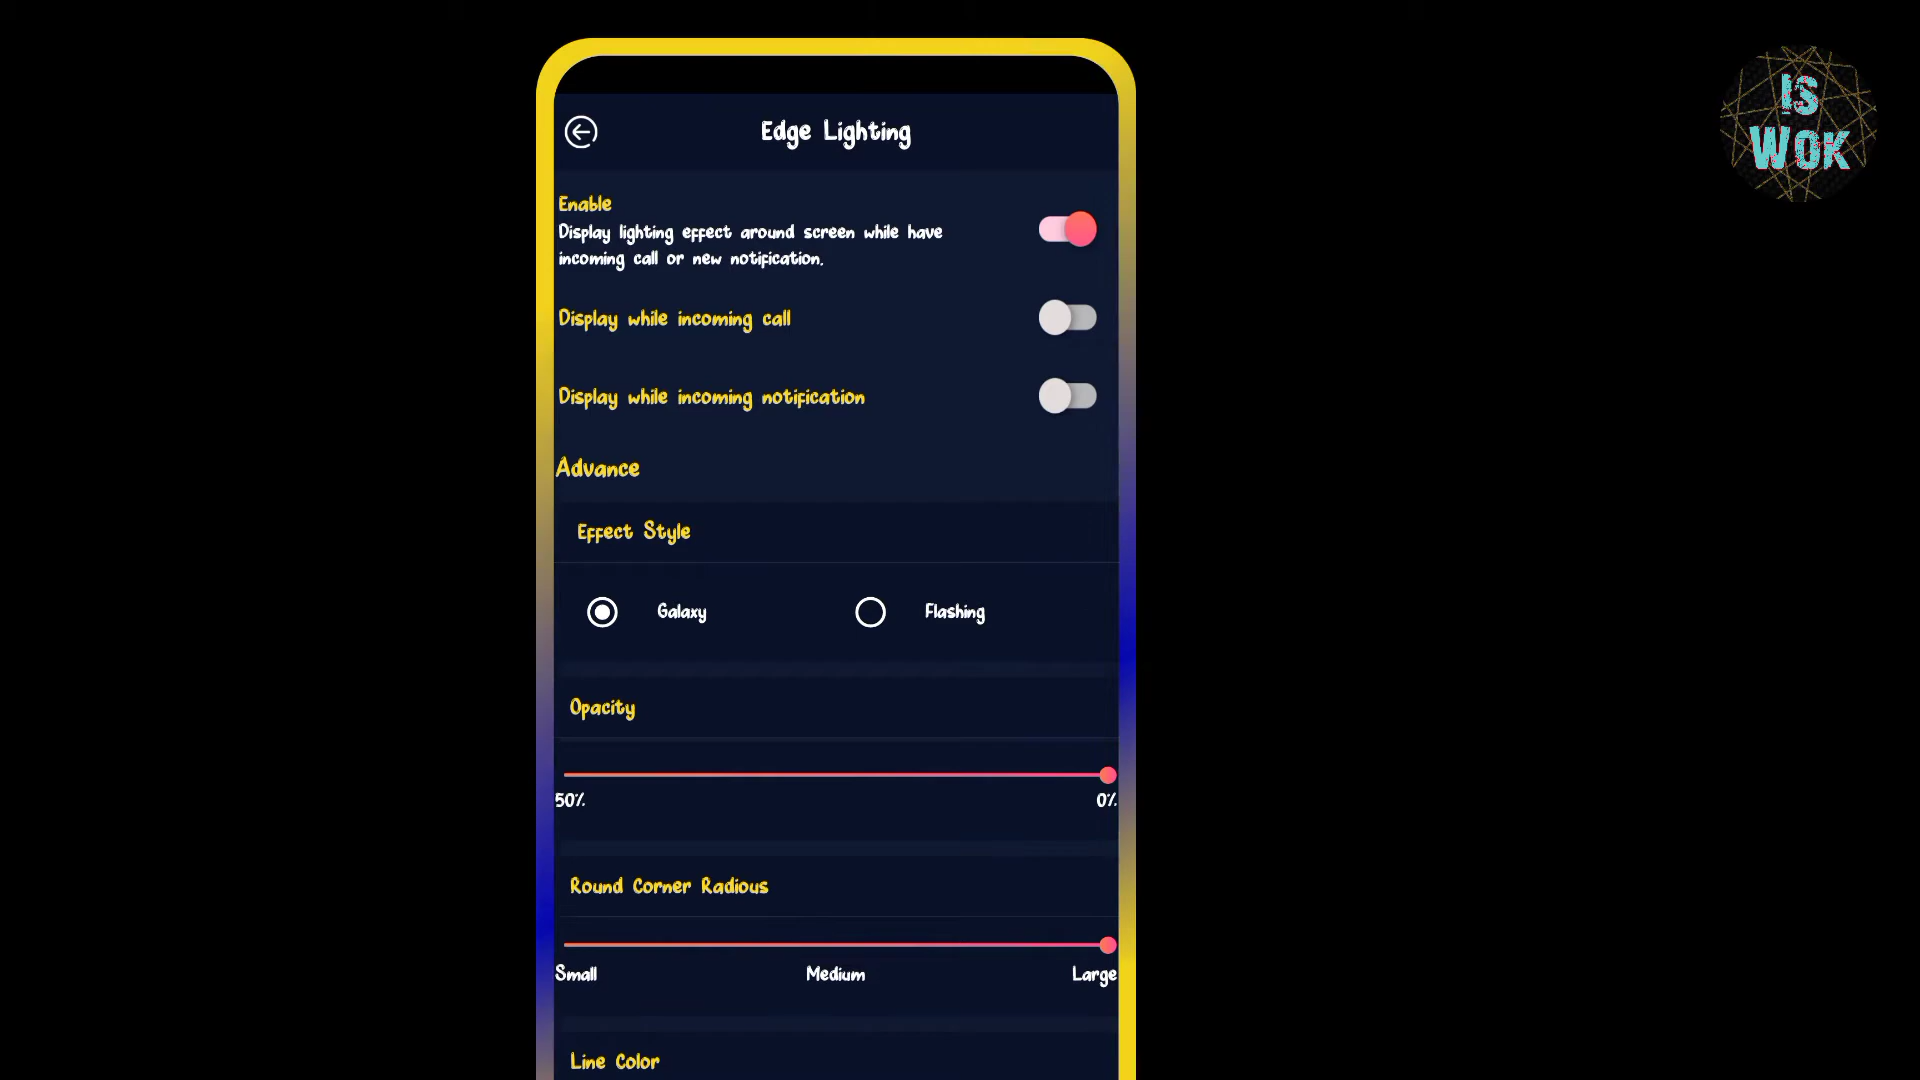 IS
WOK
Edge Lighting
Enable
Display lighting effect around screen while have
incoming call or new notification.
Display while incoming call
Display while incoming notification
Advance
Effect Style
Galaxy
Flashing
Opacity
50%
0%
Round Corner Radious
Small
Medium
Large
Line Color